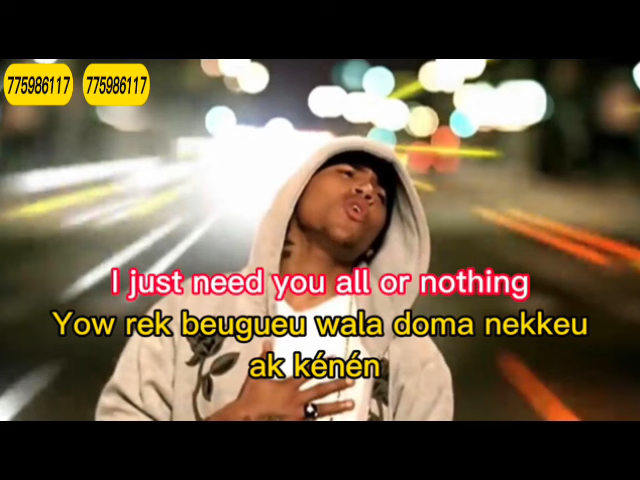 775986117 775986117
I just need you all or nothing
Yow rek beugueu wala doma nekkeu
ak kénén